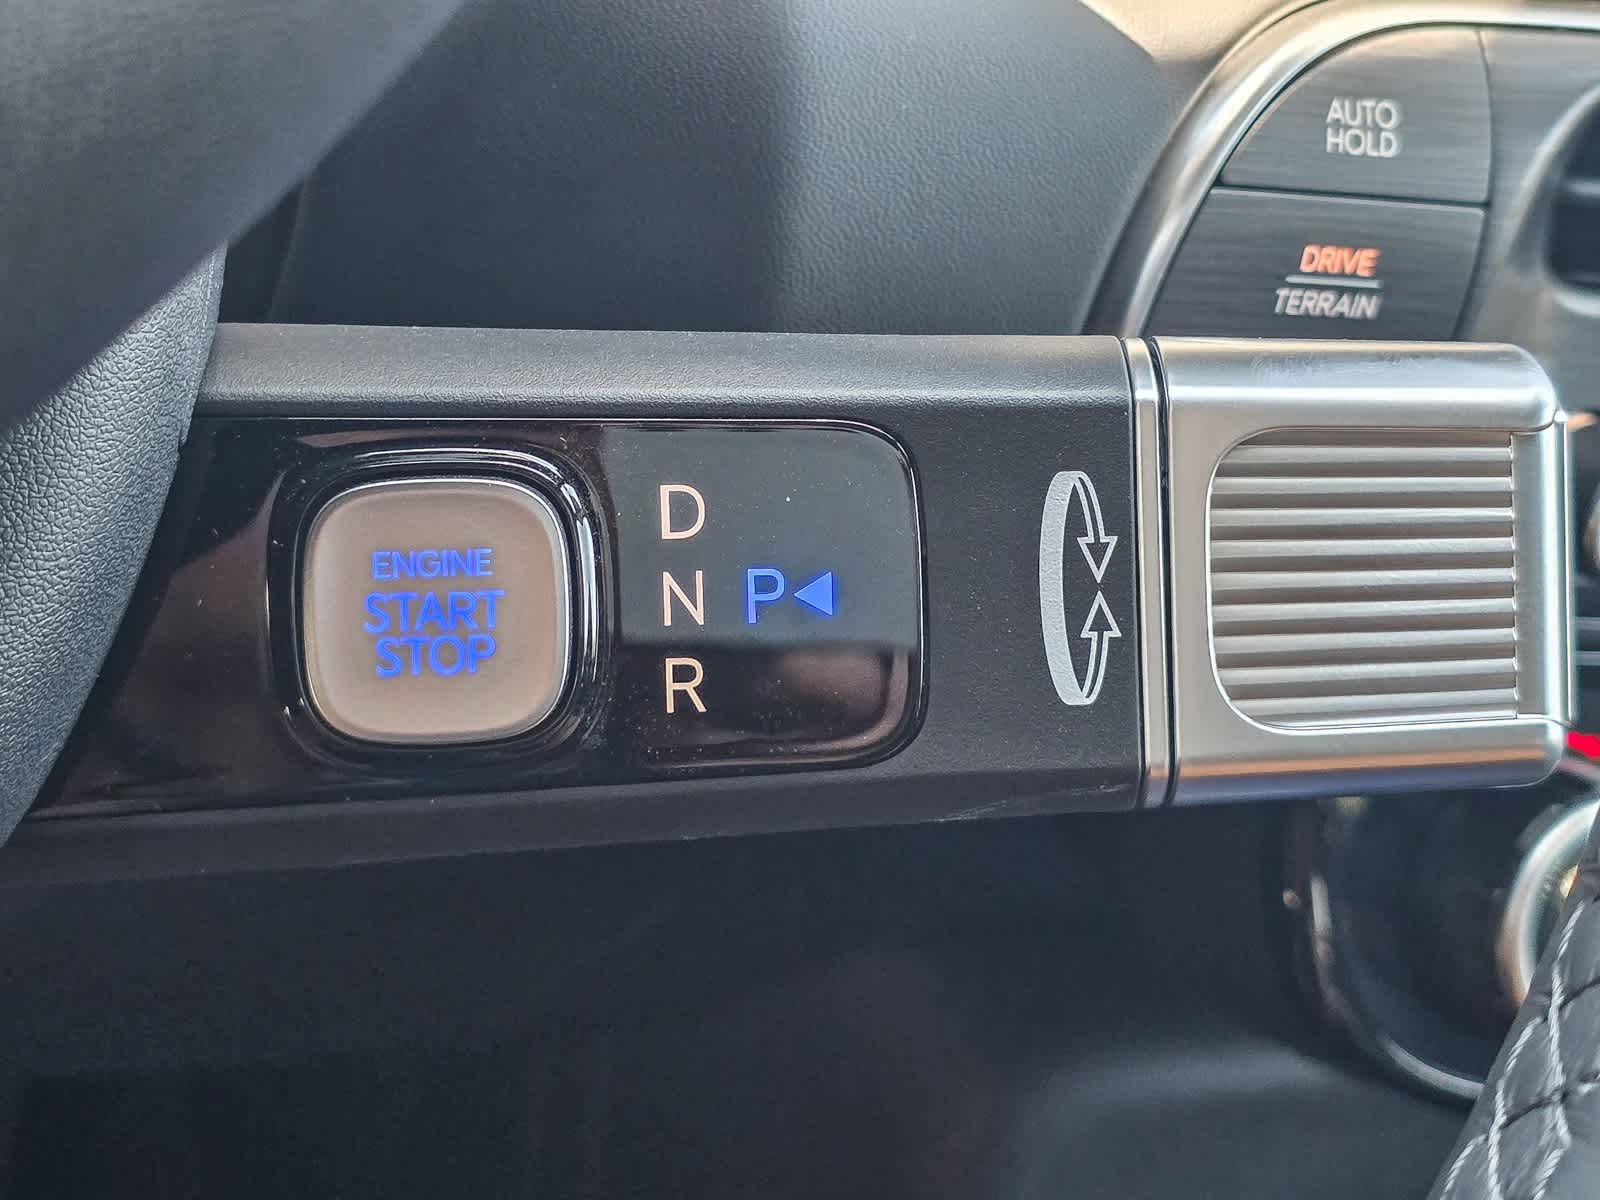 AUTO
HOLD
DRIVE
TERRAIN
ENGINE
START
STOP
D
N P
R